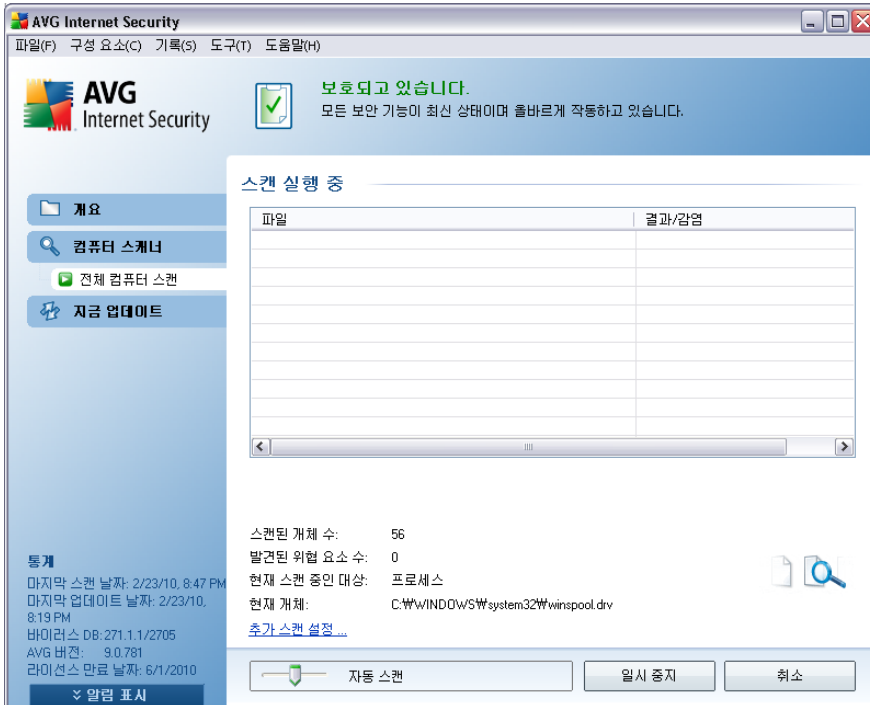 AVG Internet Security
파일(F) 구성 요소(C) 기록(S) 도구(T) 도움말(H)
AVG
Internet Security
보호되고 있습니다.
모든 보안 기능이 최신 상태이며 올바르게 작동하고 있습니다.
개요
컴퓨터 스캐너
전체 컴퓨터 스캔
지금 업데이트
통계
마지막 스캔 날짜: 2/23/10, 8:47 PM
마지막 업데이트 날짜: 2/23/10,
8:19 PM
바이러스 DB: 271.1.1/2705
AVG 버전: 9.0.781
라이선스 만료 날짜: 6/1/2010
알림 표시
스캔 실행 중
파일 결과/감염
스캔된 개체 수: 56
발견된 위협 요소 수: 0
현재 스캔 중인 대상: 프로세스
현재 개체: C:₩WINDOWS₩system32₩winspool.drv
추가 스캔 설정 ...
자동 스캔 일시 중지 취소